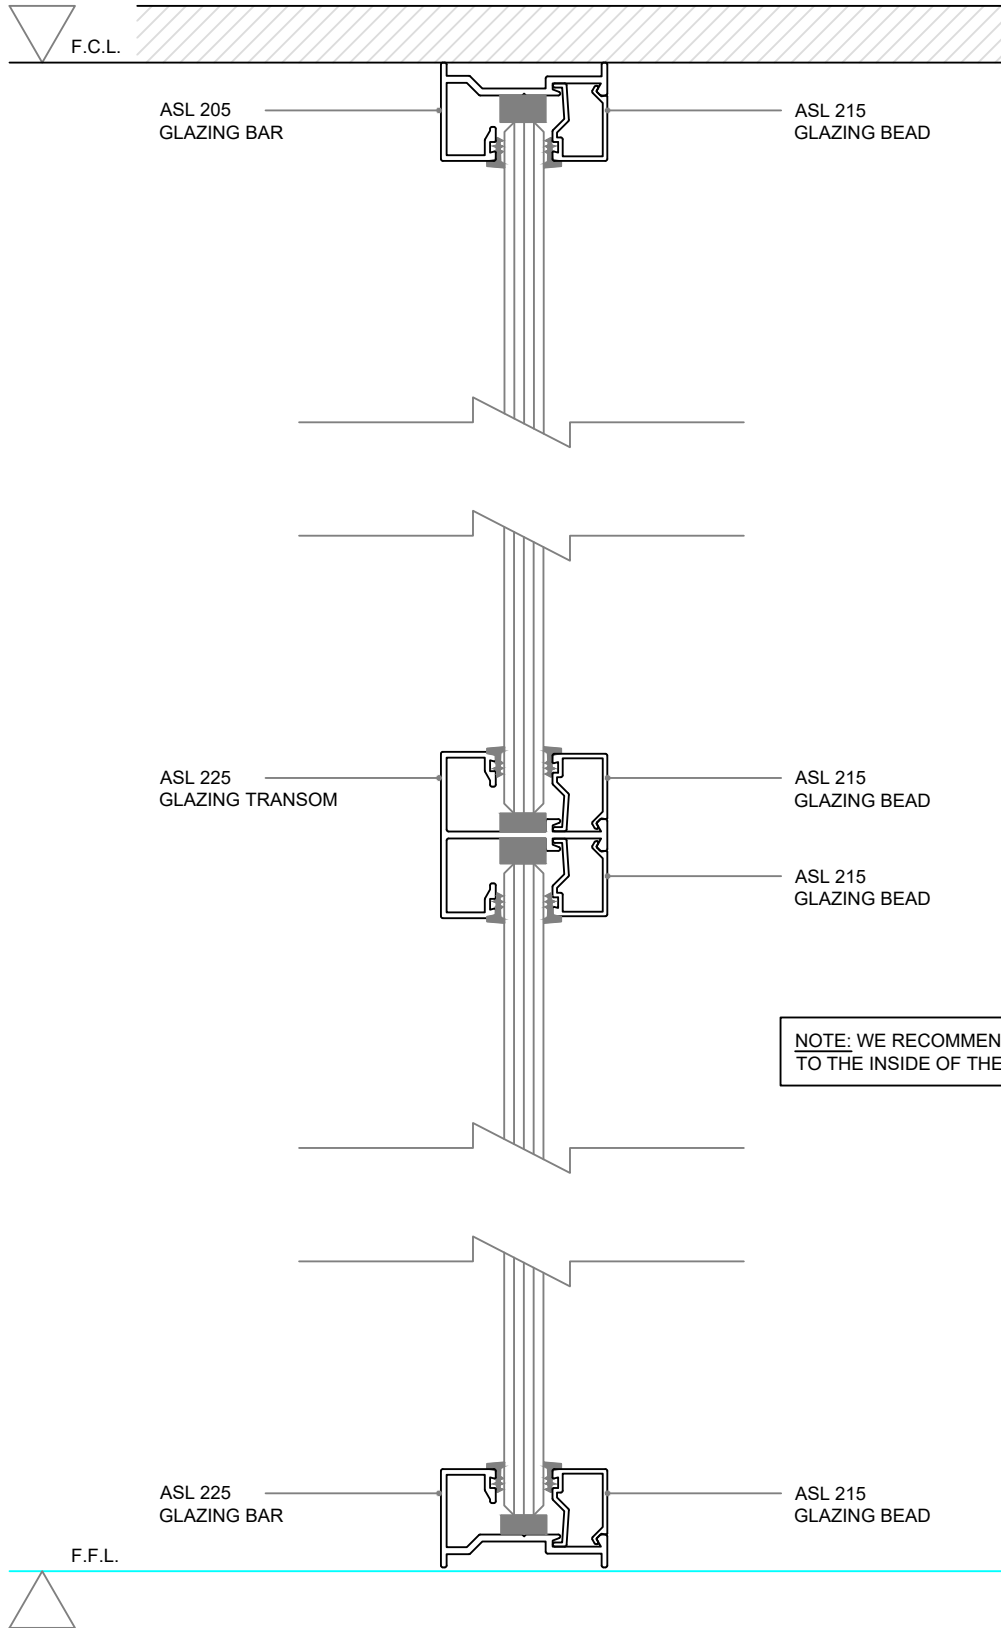 F.C.L.
ASL 205
GLAZING BAR
ASL 215
GLAZING BEAD
ASL 225
GLAZING TRANSOM
ASL 215
GLAZING BEAD
ASL 215
GLAZING BEAD
NOTE: WE RECOMMEN
TO THE INSIDE OF THE
ASL 225
GLAZING BAR
ASL 215
GLAZING BEAD
F.F.L.